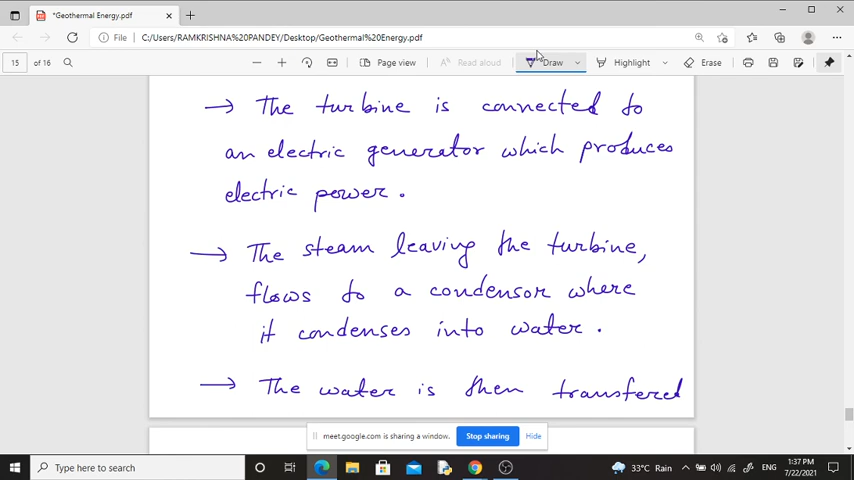 *Geothermal Energy.pdf
File
C:/Users/RAMKRISHNA%20PANDEY/Desktop/Geothermal%20Energy.pdf
15 of 16
Page view
Read aloud
Draw
Highlight
Erase
→ The turbine is connected to
an electric generator which produces
electric power.
→ The steam leaving the turbine,
flows to a condensor where
it condenses into water.
→ The water is then transfered
meet.google.com is sharing a window.
Stop sharing
Hide
Type here to search
33°C Rain
ENG
1:37 PM
7/22/2021